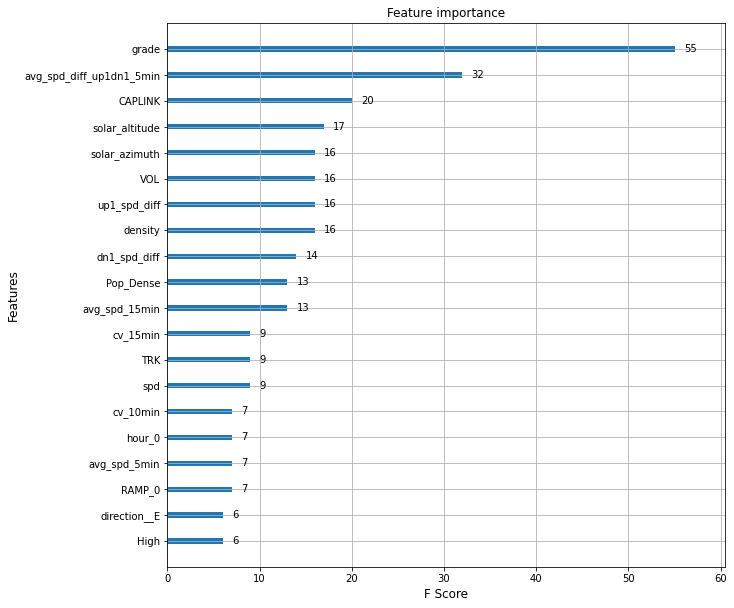 Feature importance
grade 55
avg_spd_diff_up1dn1_5min 32
CAPLINK 20
solar_altitude 17
solar_azimuth 16
VOL 16
up1_spd_diff 16
density 16
dn1_spd_diff 14
Pop_Dense 13
avg_spd_15min 13
cv_15min 9
TRK 9
spd 9
cv_10min 7
hour_0 7
avg_spd_5min 7
RAMP_0 7
direction__E 6
High 6
Features
0 10 20 30 40 50 60
F Score